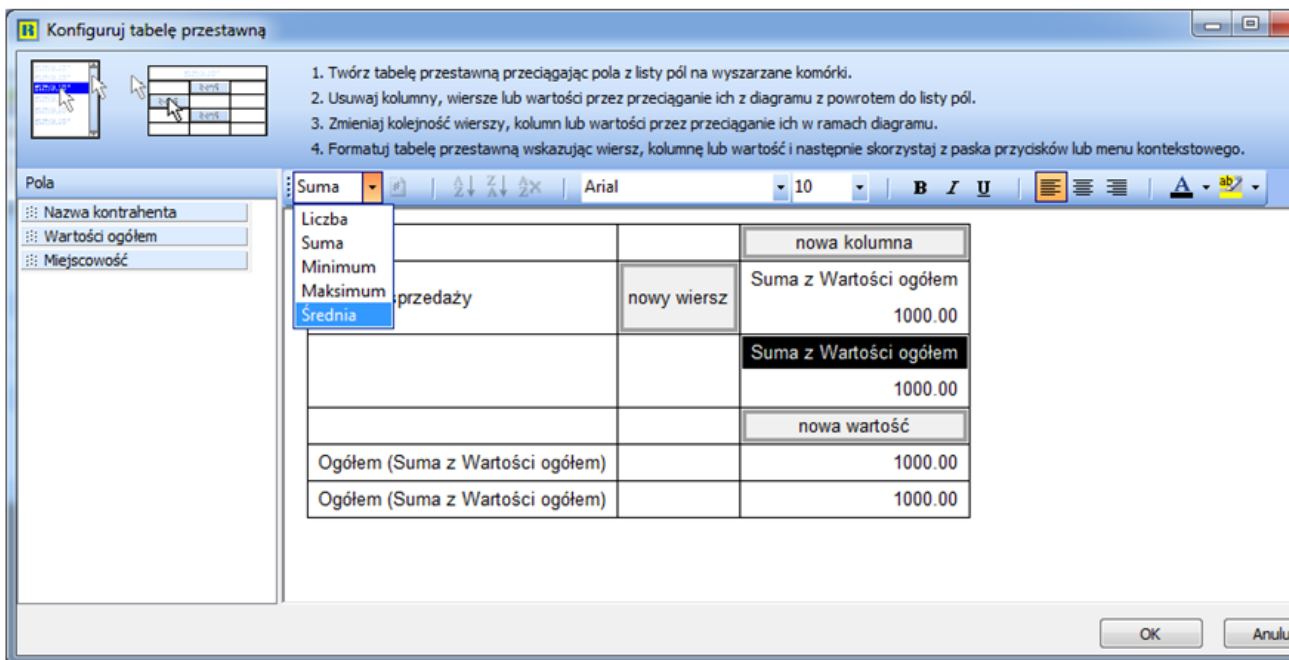 Konfiguruj tabelę przestawną
1. Twórz tabelę przestawną przeciągając pola z listy pól na wyszarzane komórki.
2. Usuwaj kolumny, wiersze lub wartości przez przeciąganie ich z diagramu z powrotem do listy pól.
3. Zmieniaj kolejność wierszy, kolumn lub wartości przez przeciąganie ich w ramach diagramu.
4. Formatuj tabelę przestawną wskazując wiersz, kolumnę lub wartość i następnie skorzystaj z paska przycisków lub menu kontekstowego.
Pola
Suma Arial 10 B I U A ab
Nazwa kontrahenta
Wartości ogółem
Miejscowość
Liczba
Suma
Minimum
Maksimum
Średnia
nowa kolumna
sprzedaży nowy wiersz Suma z Wartości ogółem
1000.00
Suma z Wartości ogółem
1000.00
nowa wartość
Ogółem (Suma z Wartości ogółem) 1000.00
Ogółem (Suma z Wartości ogółem) 1000.00
OK Anulu